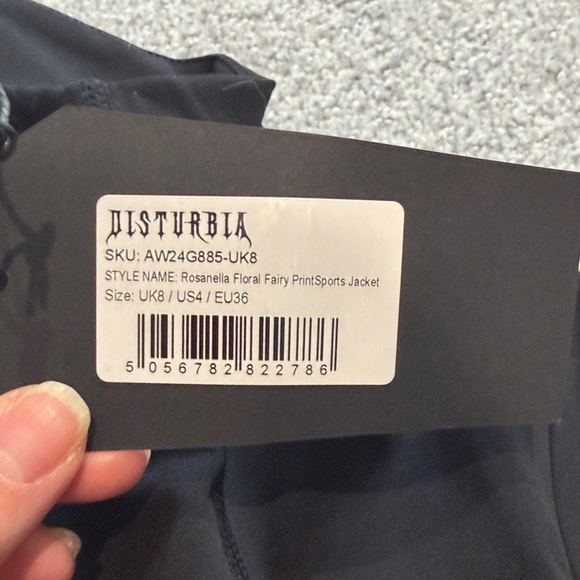 DISTURBIA
SKU: AW24G885-UK8
STYLE NAME: Rosanella Floral Fairy PrintSports Jacket
Size: UK8 / US4 / EU36
5 056782 822786